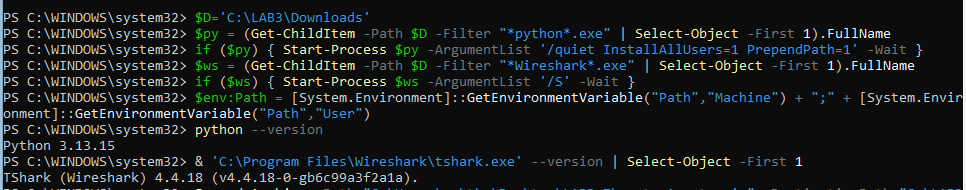 PS C:\WINDOWS\system32> $D='C:\LAB3\Downloads'
PS C:\WINDOWS\system32> $py = (Get-ChildItem -Path $D -Filter "*python*.exe" | Select-Object -First 1).FullName
PS C:\WINDOWS\system32> if ($py) { Start-Process $py -ArgumentList '/quiet InstallAllUsers=1 PrependPath=1' -Wait }
PS C:\WINDOWS\system32> $ws = (Get-ChildItem -Path $D -Filter "*Wireshark*.exe" | Select-Object -First 1).FullName
PS C:\WINDOWS\system32> if ($ws) { Start-Process $ws -ArgumentList '/S' -Wait }
PS C:\WINDOWS\system32> $env:Path = [System.Environment]::GetEnvironmentVariable("Path","Machine") + ";" + [System.Envir
onment]::GetEnvironmentVariable("Path","User")
PS C:\WINDOWS\system32> python --version
Python 3.13.15
PS C:\WINDOWS\system32> & 'C:\Program Files\Wireshark\tshark.exe' --version | Select-Object -First 1
TShark (Wireshark) 4.4.18 (v4.4.18-0-gb6c99a3f2a1a).